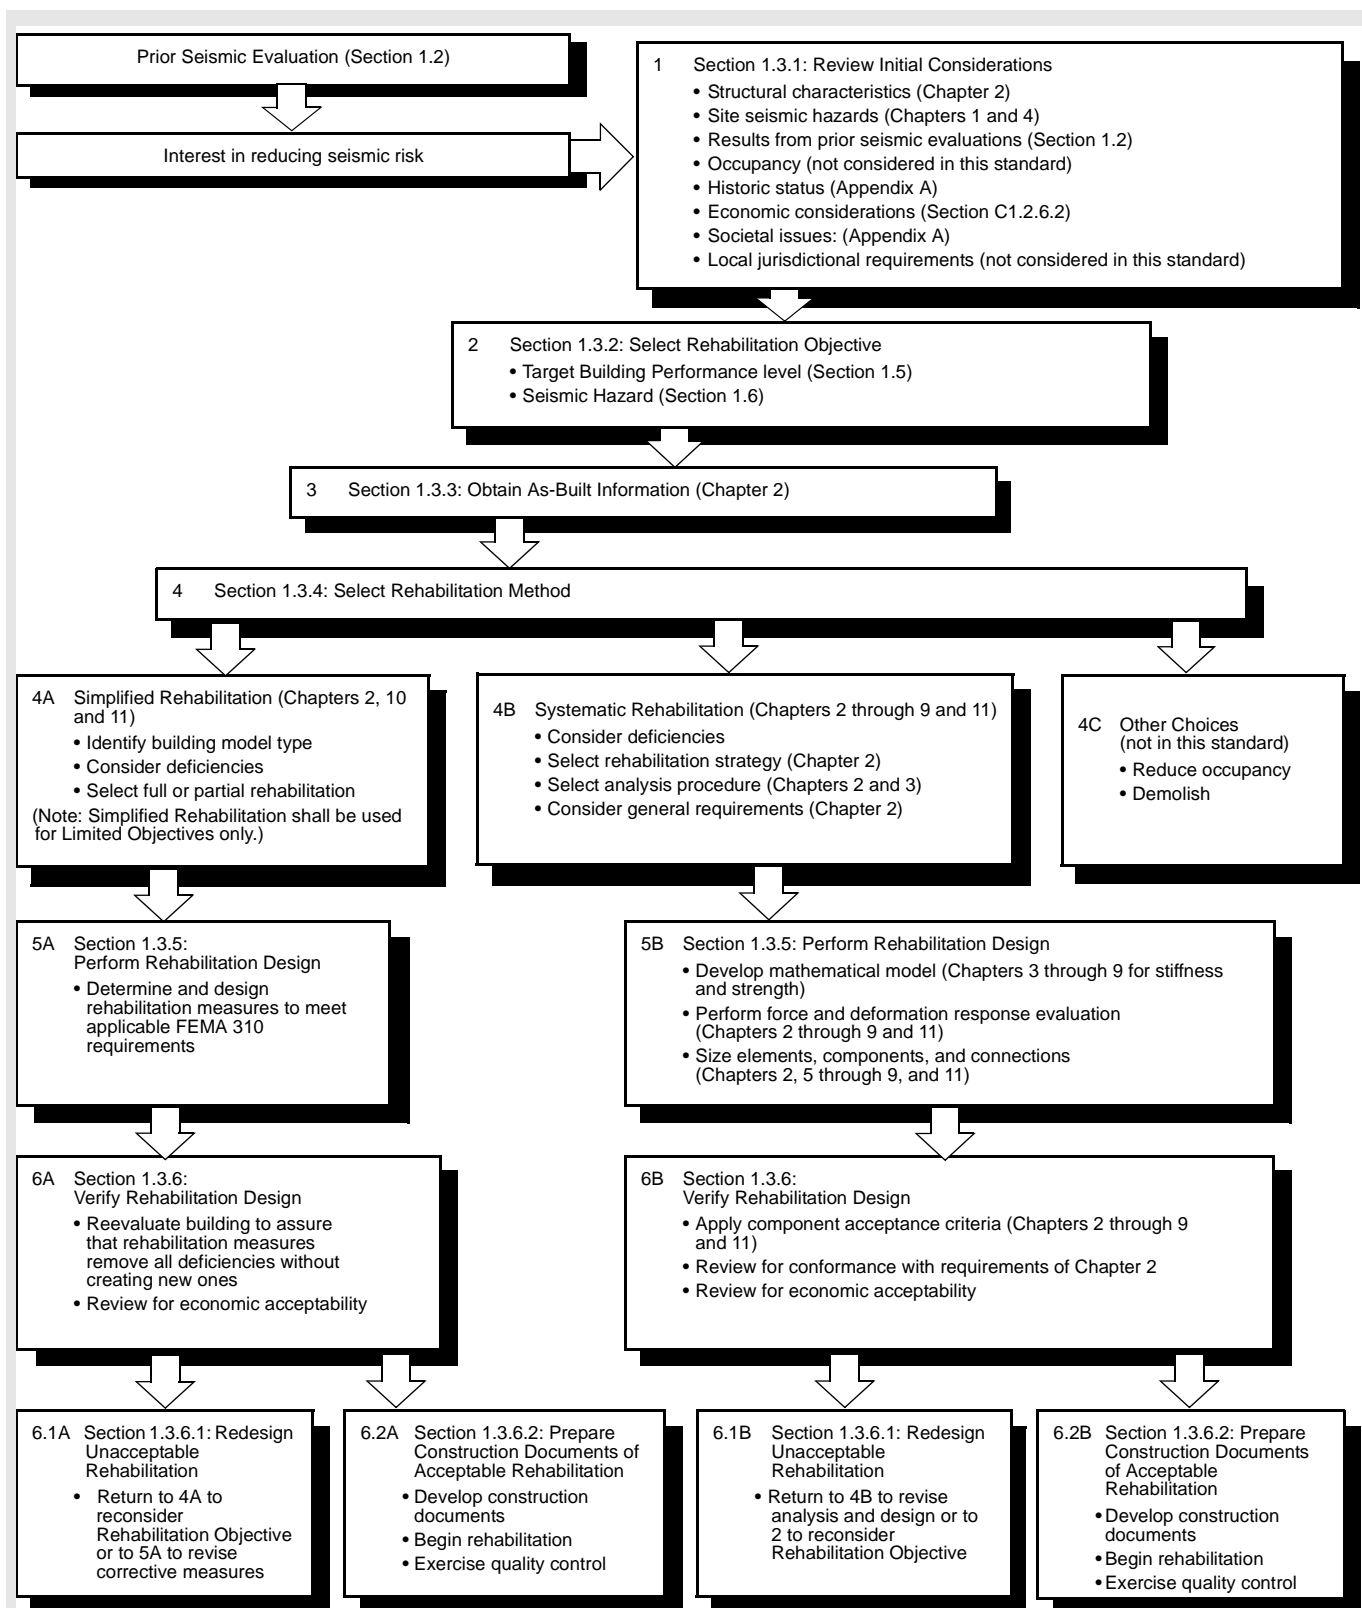 Prior Seismic Evaluation (Section 1.2)
Interest in reducing seismic risk
1 Section 1.3.1: Review Initial Considerations
• Structural characteristics (Chapter 2)
• Site seismic hazards (Chapters 1 and 4)
• Results from prior seismic evaluations (Section 1.2)
• Occupancy (not considered in this standard)
• Historic status (Appendix A)
• Economic considerations (Section C1.2.6.2)
• Societal issues: (Appendix A)
• Local jurisdictional requirements (not considered in this standard)
2 Section 1.3.2: Select Rehabilitation Objective
• Target Building Performance level (Section 1.5)
• Seismic Hazard (Section 1.6)
3 Section 1.3.3: Obtain As-Built Information (Chapter 2)
4 Section 1.3.4: Select Rehabilitation Method
4A Simplified Rehabilitation (Chapters 2, 10
and 11)
• Identify building model type
• Consider deficiencies
• Select full or partial rehabilitation
(Note: Simplified Rehabilitation shall be used
for Limited Objectives only.)
4B Systematic Rehabilitation (Chapters 2 through 9 and 11)
• Consider deficiencies
• Select rehabilitation strategy (Chapter 2)
• Select analysis procedure (Chapters 2 and 3)
• Consider general requirements (Chapter 2)
4C Other Choices
(not in this standard)
• Reduce occupancy
• Demolish
5A Section 1.3.5:
Perform Rehabilitation Design
• Determine and design
rehabilitation measures to meet
applicable FEMA 310
requirements
5B Section 1.3.5: Perform Rehabilitation Design
• Develop mathematical model (Chapters 3 through 9 for stiffness
and strength)
• Perform force and deformation response evaluation
(Chapters 2 through 9 and 11)
• Size elements, components, and connections
(Chapters 2, 5 through 9, and 11)
6A Section 1.3.6:
Verify Rehabilitation Design
• Reevaluate building to assure
that rehabilitation measures
remove all deficiencies without
creating new ones
• Review for economic acceptability
6B Section 1.3.6:
Verify Rehabilitation Design
• Apply component acceptance criteria (Chapters 2 through 9
and 11)
• Review for conformance with requirements of Chapter 2
• Review for economic acceptability
6.1A Section 1.3.6.1: Redesign
Unacceptable
Rehabilitation
• Return to 4A to
reconsider
Rehabilitation Objective
or to 5A to revise
corrective measures
6.2A Section 1.3.6.2: Prepare
Construction Documents of
Acceptable Rehabilitation
• Develop construction
documents
• Begin rehabilitation
• Exercise quality control
6.1B Section 1.3.6.1: Redesign
Unacceptable
Rehabilitation
• Return to 4B to revise
analysis and design or to
2 to reconsider
Rehabilitation Objective
6.2B Section 1.3.6.2: Prepare
Construction Documents
of Acceptable
Rehabilitation
• Develop construction
documents
• Begin rehabilitation
• Exercise quality control